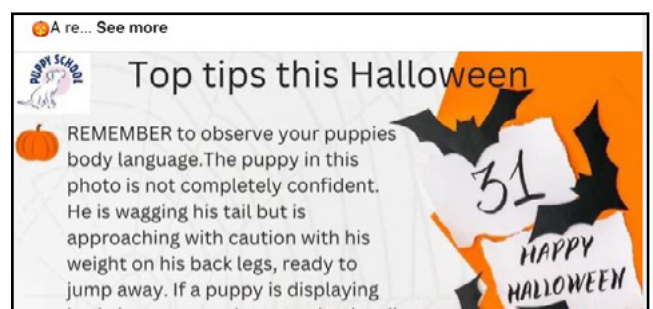 A re... See more
PUPPY SCHOOL
Top tips this Halloween
REMEMBER to observe your puppies
body language.The puppy in this
photo is not completely confident.
He is wagging his tail but is
approaching with caution with his
weight on his back legs, ready to
jump away. If a puppy is displaying
31
HAPPY
HALLOWEEN